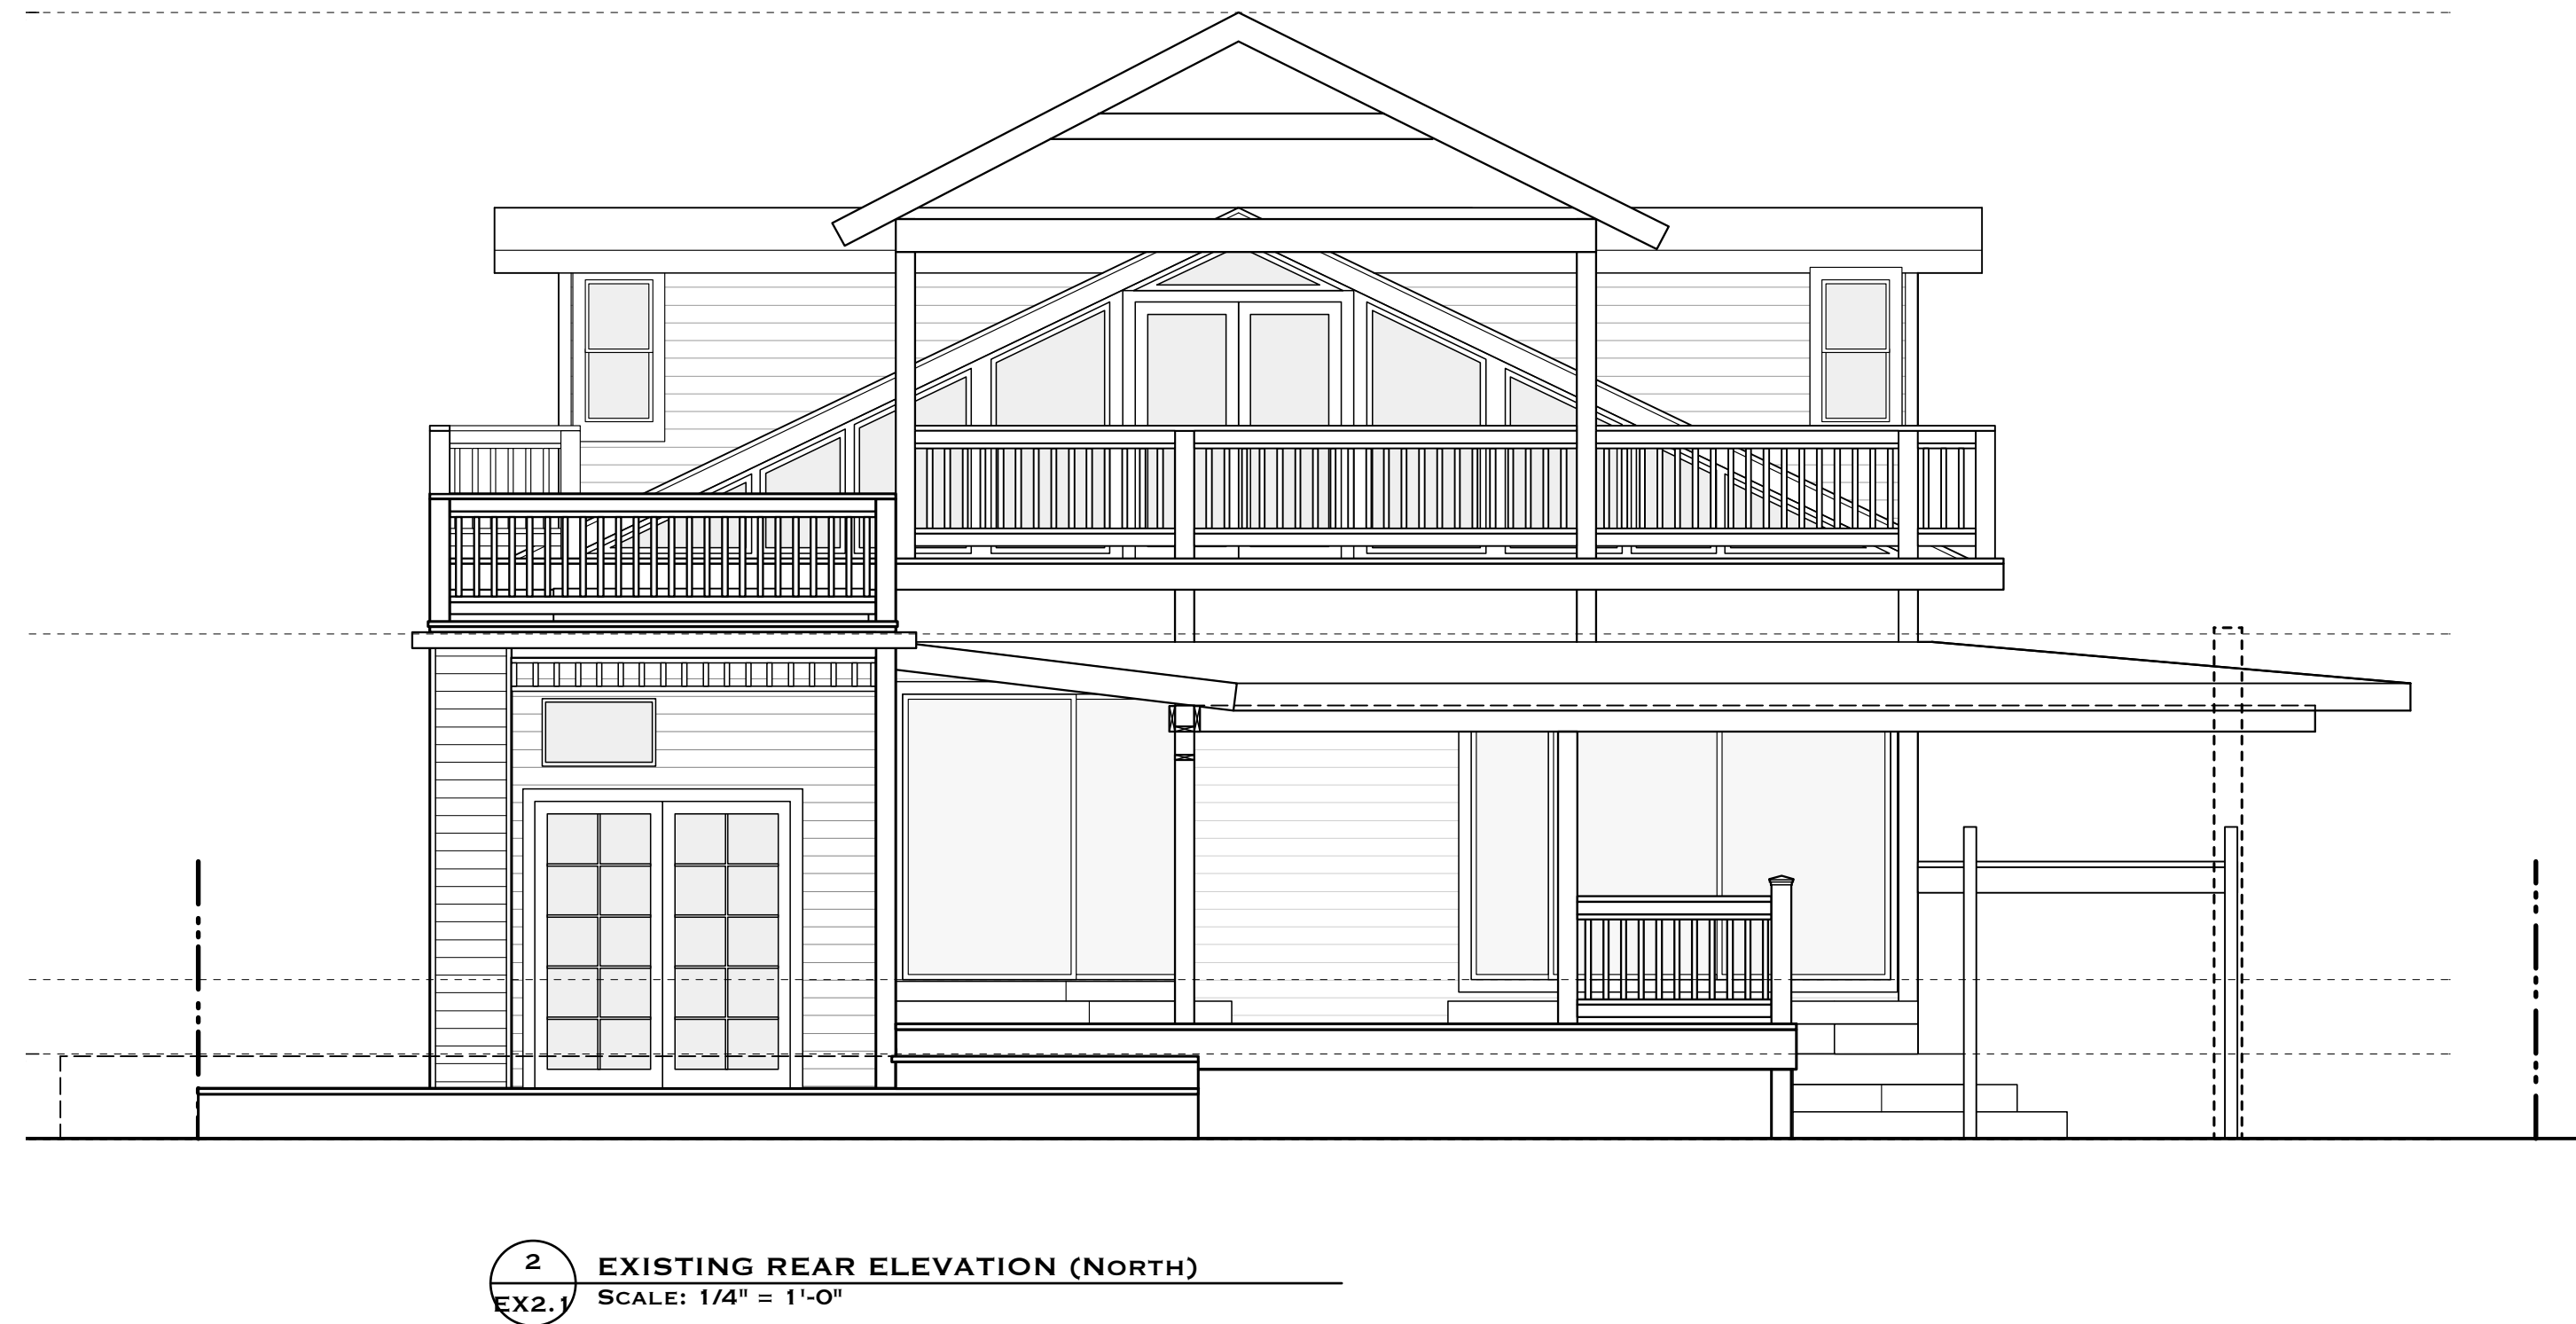 2
EXISTING REAR ELEVATION (NORTH)
EX2.1
SCALE: 1/4" = 1'-0"